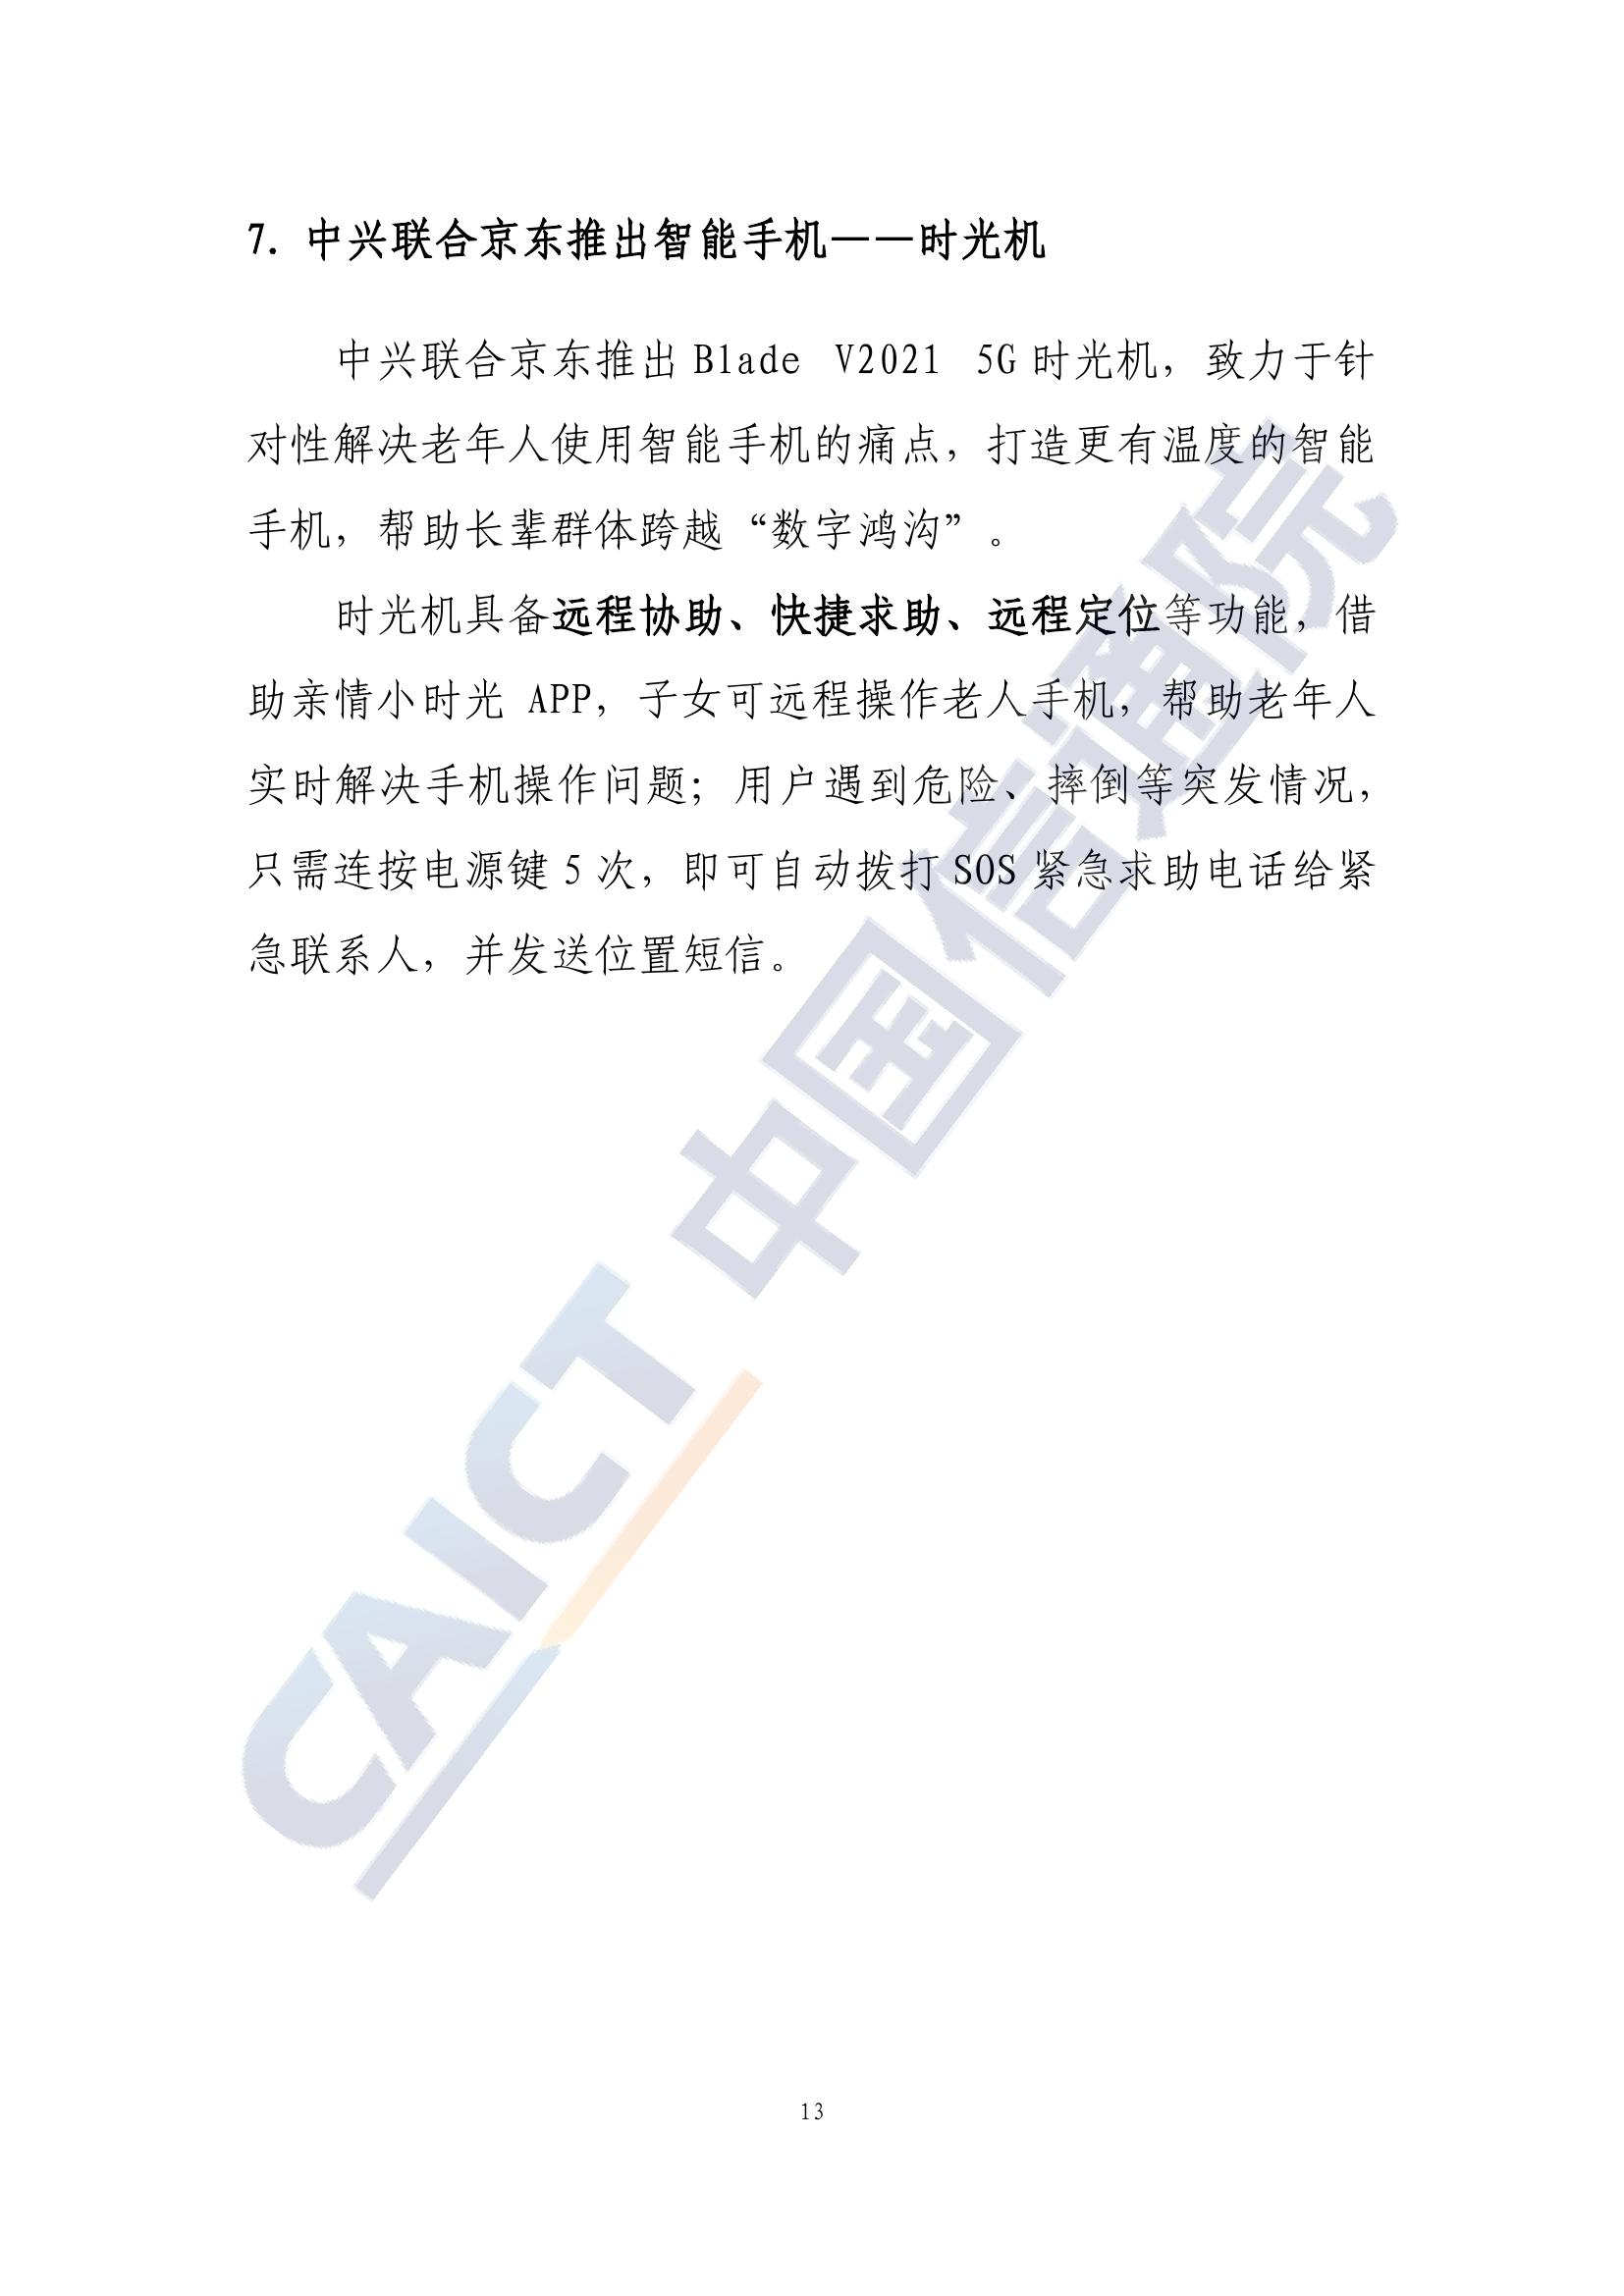 7. 中兴联合京东推出智能手机——时光机
中兴联合京东推出 Blade V2021 5G 时光机，致力于针
对性解决老年人使用智能手机的痛点，打造更有温度的智能
手机，帮助长辈群体跨越“数字鸿沟”。
时光机具备远程协助、快捷求助、远程定位等功能，借
助亲情小时光 APP，子女可远程操作老人手机，帮助老年人
实时解决手机操作问题；用户遇到危险、摔倒等突发情况，
只需连按电源键 5 次，即可自动拨打 SOS 紧急求助电话给紧
急联系人，并发送位置短信。
CAICT 中国信通院
13